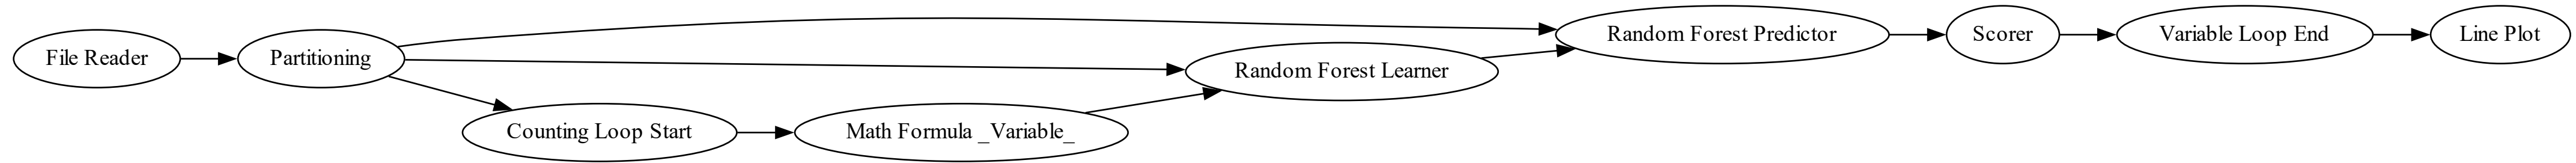 File Reader
Partitioning
Counting Loop Start
Math Formula _Variable_
Random Forest Learner
Random Forest Predictor
Scorer
Variable Loop End
Line Plot